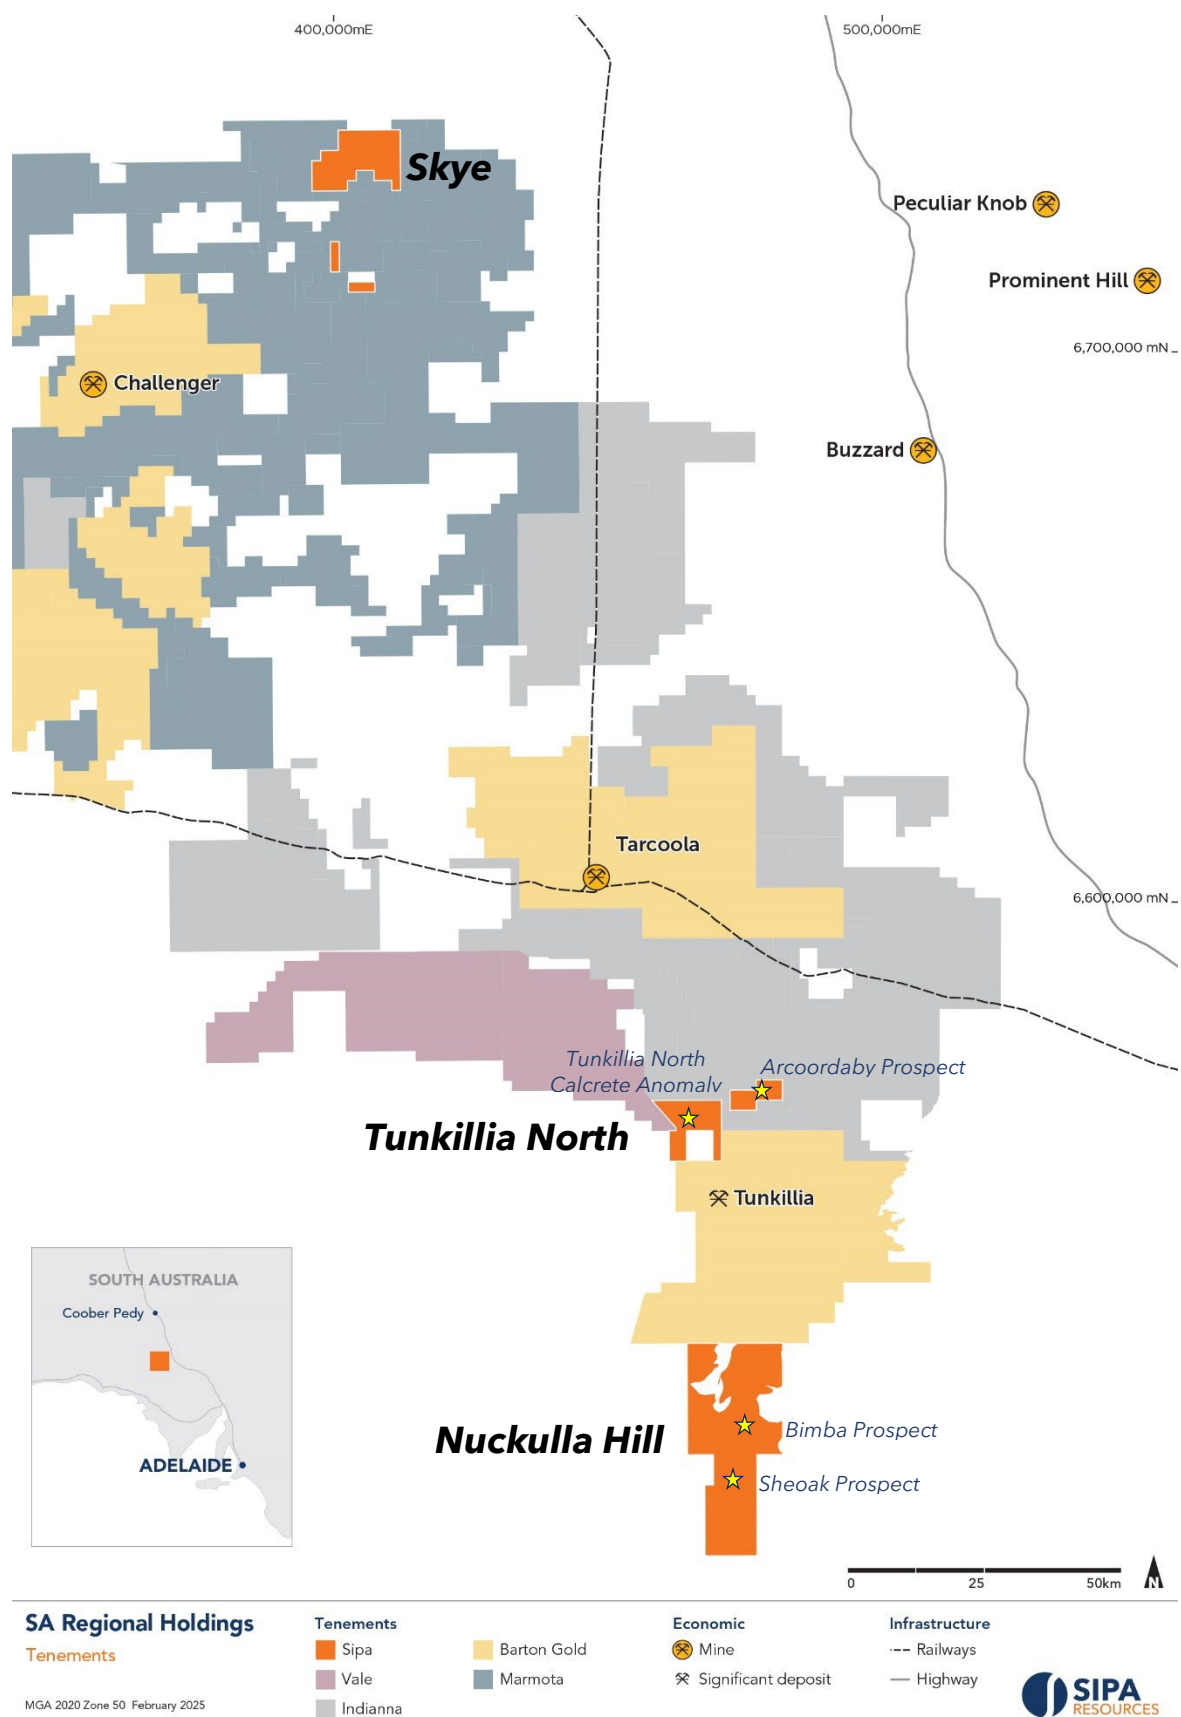 400,000mE
500,000mE
Skye
Peculiar Knob
Prominent Hill
6,700,000 mN
Challenger
Buzzard
Tarcoola
6,600,000 mN
Tunkillia North
Calcrete Anomaly
Arcoordaby Prospect
Tunkillia North
Tunkillia
SOUTH AUSTRALIA
Coober Pedy
ADELAIDE
Nuckulla Hill
Bimba Prospect
Sheoak Prospect
0 25 50km
N
SA Regional Holdings
Tenements
MGA 2020 Zone 50 February 2025
Tenements
Sipa
Vale
Indianna
Barton Gold
Marmota
Economic
Mine
Significant deposit
Infrastructure
Railways
Highway
SIPA
RESOURCES